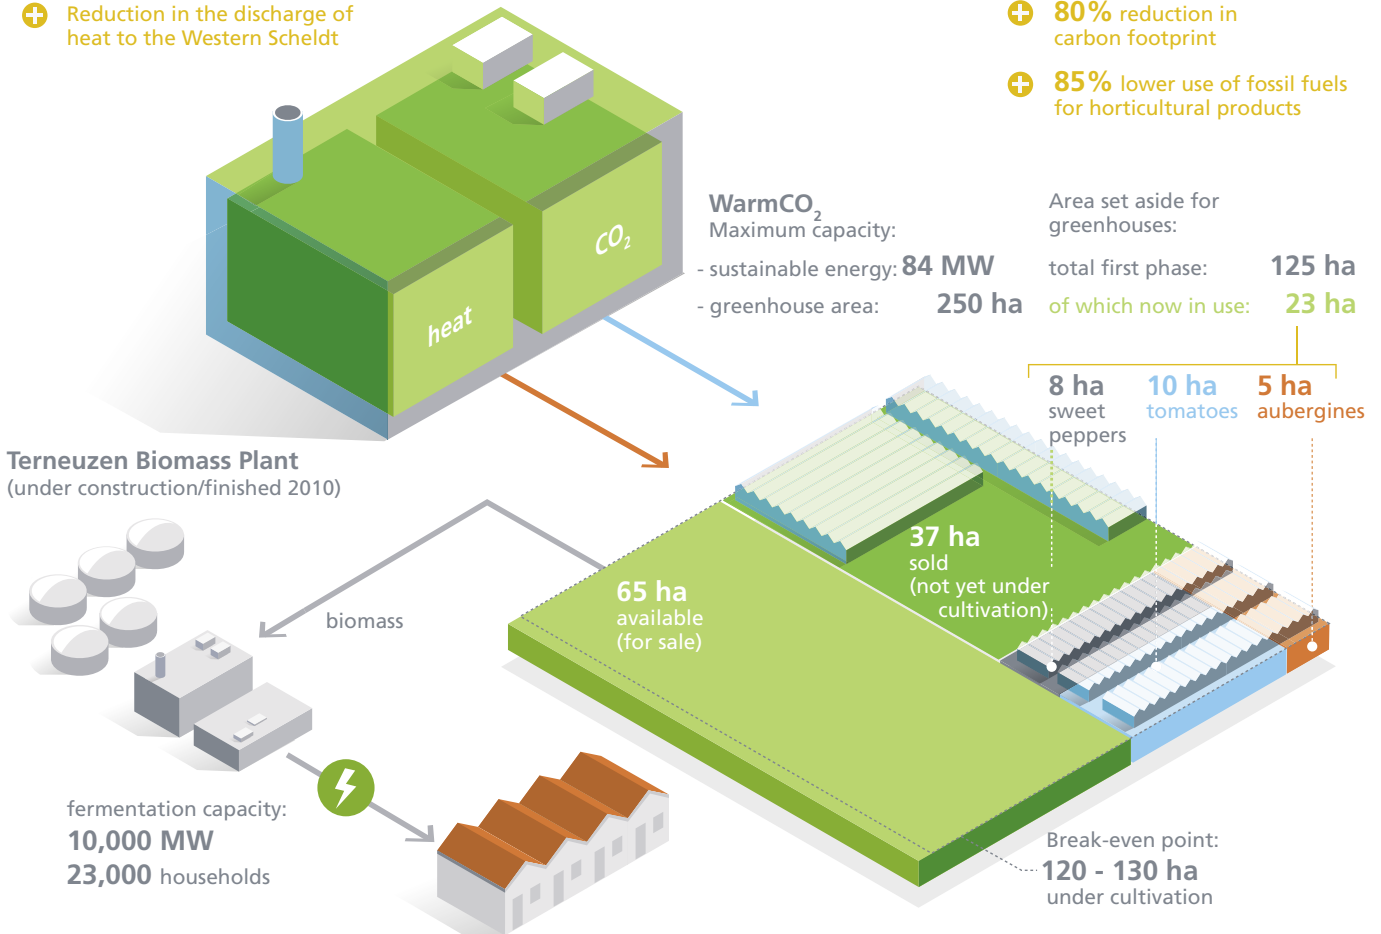 Reduction in the discharge of
heat to the Western Scheldt
80% reduction in
carbon footprint
85% lower use of fossil fuels
for horticultural products
heat
CO₂
WarmCO₂
Maximum capacity:
- sustainable energy: 84 MW
- greenhouse area: 250 ha
Area set aside for
greenhouses:
total first phase: 125 ha
of which now in use: 23 ha
8 ha
sweet
peppers
10 ha
tomatoes
5 ha
aubergines
Terneuzen Biomass Plant
(under construction/finished 2010)
37 ha
sold
(not yet under
cultivation)
65 ha
available
(for sale)
biomass
fermentation capacity:
10,000 MW
23,000 households
Break-even point:
120 - 130 ha
under cultivation